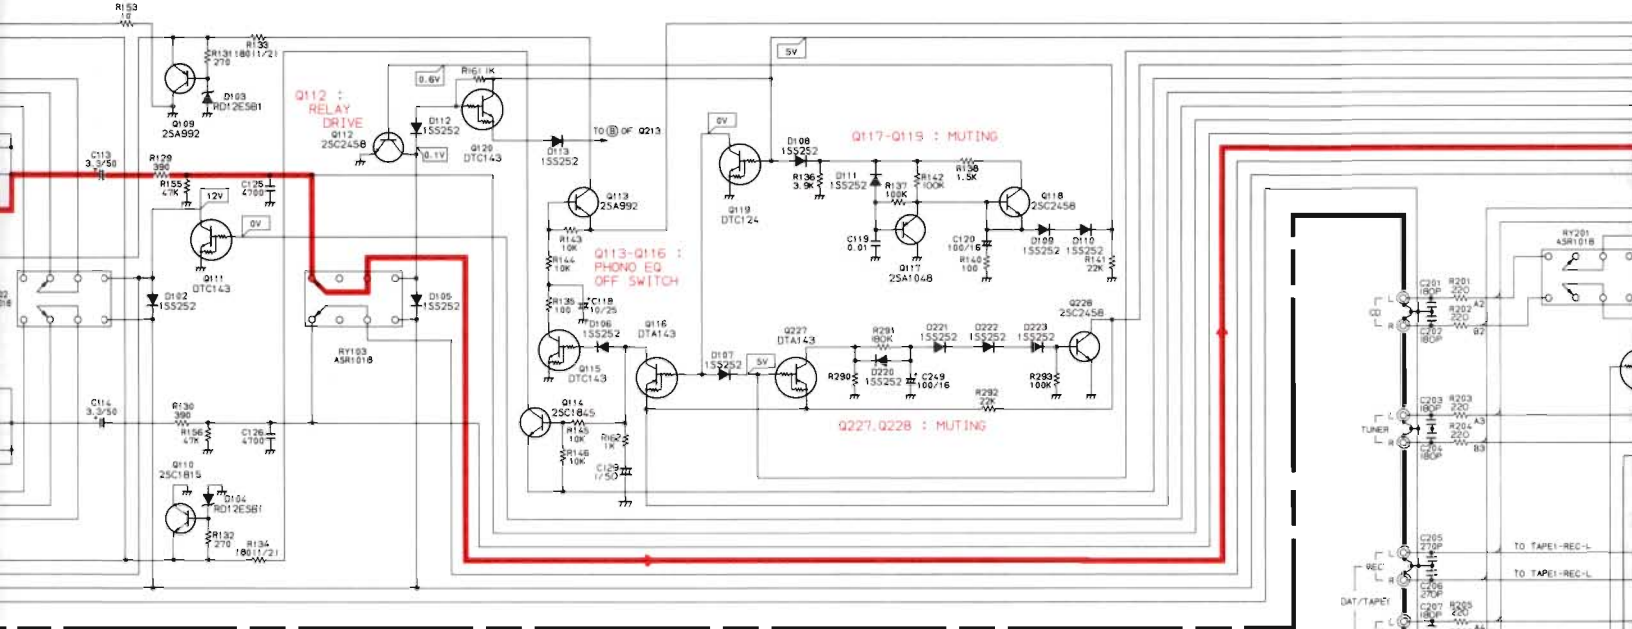 R153
10
R133
180(1/2)
R131
270
D103
RD12ESB1
Q109
2SA992
C113
3.3/50
R129
390
R155
47K
C125
4700
12V
0V
Q111
DTC143
D102
1SS252
Q112 :
RELAY
DRIVE
Q112
2SC2458
0.6V
R161 1K
D112
1SS252
0.1V
Q120
DTC143
D113
1SS252
TO Ⓑ OF Q213
Q113
2SA992
R143
10K
R144
10K
Q113-Q116 :
PHONO EQ
OFF SWITCH
R135
100
C118
10/25
D106
1SS252
Q115
DTC143
Q116
DTA143
D105
1SS252
RY103
ASR1018
Q114
2SC1845
R145
10K
R146
10K
R162
1K
C129
1/50
C114
3.3/50
R130
390
R156
47K
C126
4700
Q110
2SC1815
D104
RD12ESB1
R132
270
R134
180(1/2)
5V
0V
Q119
DTC124
D108
1SS252
R136
3.9K
Q117-Q119 : MUTING
D111
1SS252
R137
100K
R142
100K
R138
1.5K
Q118
2SC2458
C119
0.01
Q117
2SA1048
C120
100/16
R140
100
D109
1SS252
D110
1SS252
R141
22K
D107
1SS252
5V
Q227
DTA143
R291
180K
R290
D220
1SS252
C249
100/16
D221
1SS252
D222
1SS252
D223
1SS252
R293
100K
R292
22K
Q228
2SC2458
Q227,Q228 : MUTING
RY201
ASR1018
L
CD
R
C201
180P
R201
220
A2
R202
220
B2
C202
180P
L
TUNER
R
C203
180P
R203
220
A3
R204
220
B3
C204
180P
L
REC
R
C205
270P
TO TAPE1-REC-L
C206
270P
TO TAPE1-REC-L
DAT/TAPE1
C207
180P
R205
220
L